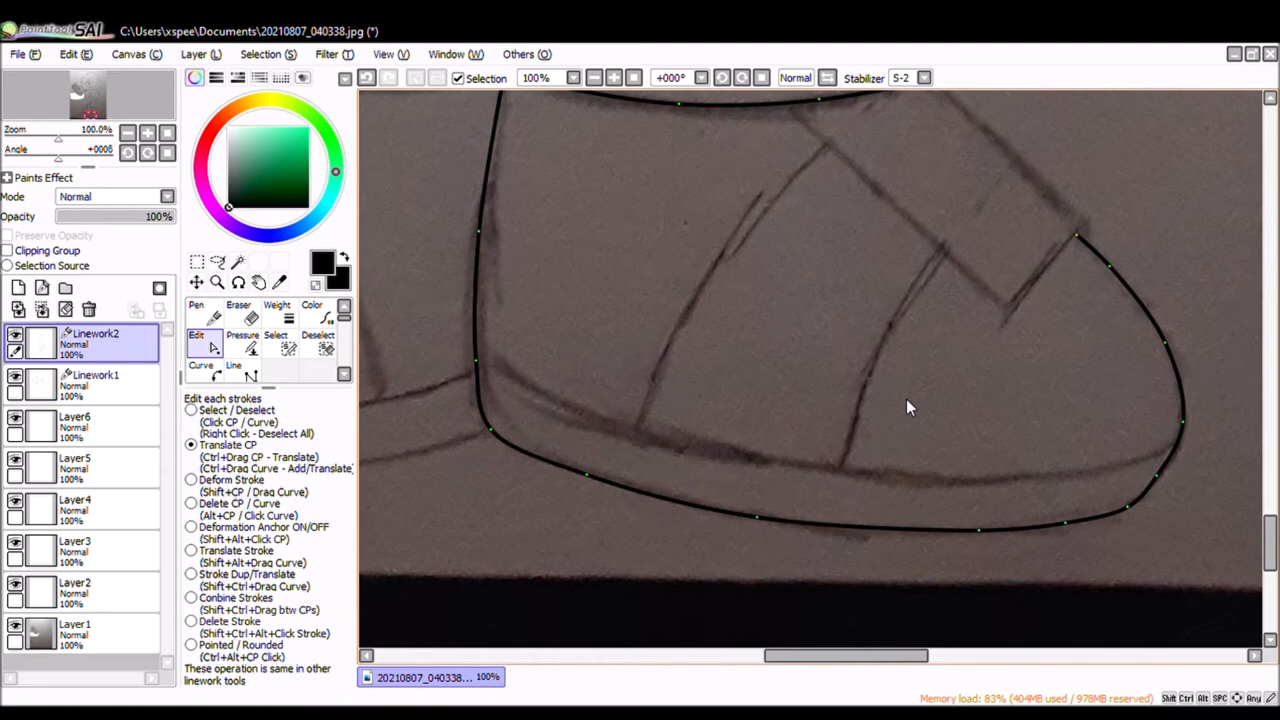 PaintTool SAI C:\Users\xspee\Documents\20210807_040338.jpg (*)
File (F) Edit (E) Canvas (C) Layer (L) Selection (S) Filter (T) View (V) Window (W) Others (O)
Selection 100% +000° Normal Stabilizer S-2
Zoom 100.0%
Angle +0006
Paints Effect
Mode Normal
Opacity 100%
Preserve Opacity
Clipping Group
Selection Source
Linework2
Normal
100%
Linework1
Normal
100%
Layer6
Normal
100%
Layer5
Normal
100%
Layer4
Normal
100%
Layer3
Normal
100%
Layer2
Normal
100%
Layer1
Normal
100%
Pen Eraser Weight Color
Edit Pressure Select Deselect
Curve Line
Edit each strokes
Select / Deselect
(Click CP / Curve)
(Right Click - Deselect All)
Translate CP
(Ctrl+Drag CP - Translate)
(Ctrl+Drag Curve - Add/Translate)
Deform Stroke
(Shift+CP / Drag Curve)
Delete CP / Curve
(Alt+CP / Click Curve)
Deformation Anchor ON/OFF
(Shift+Alt+Click CP)
Translate Stroke
(Shift+Alt+Drag Curve)
Stroke Dup/Translate
(Shift+Ctrl+Drag Curve)
Combine Strokes
(Shift+Ctrl+Drag btw CPs)
Delete Stroke
(Shift+Ctrl+Alt+Click Stroke)
Pointed / Rounded
(Ctrl+Alt+CP Click)
These operation is same in other
linework tools
20210807_040338... 100%
Memory load: 83% (404MB used / 978MB reserved) Shift Ctrl Alt SPC Any